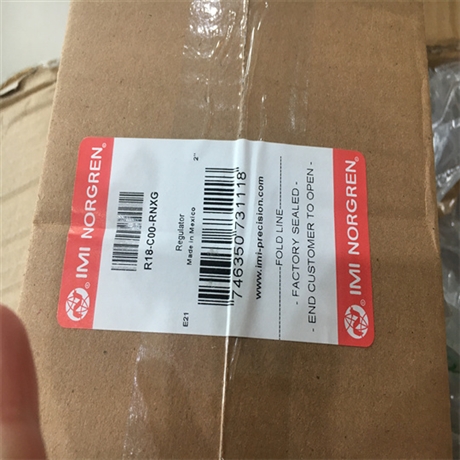 IMI NORGREN®
R18-C00-RNXG
2"
Regulator
Made in Mexico
E21
746350731118
www.imi-precision.com
FOLD LINE
- FACTORY SEALED -
- END CUSTOMER TO OPEN -
IMI NORGREN®